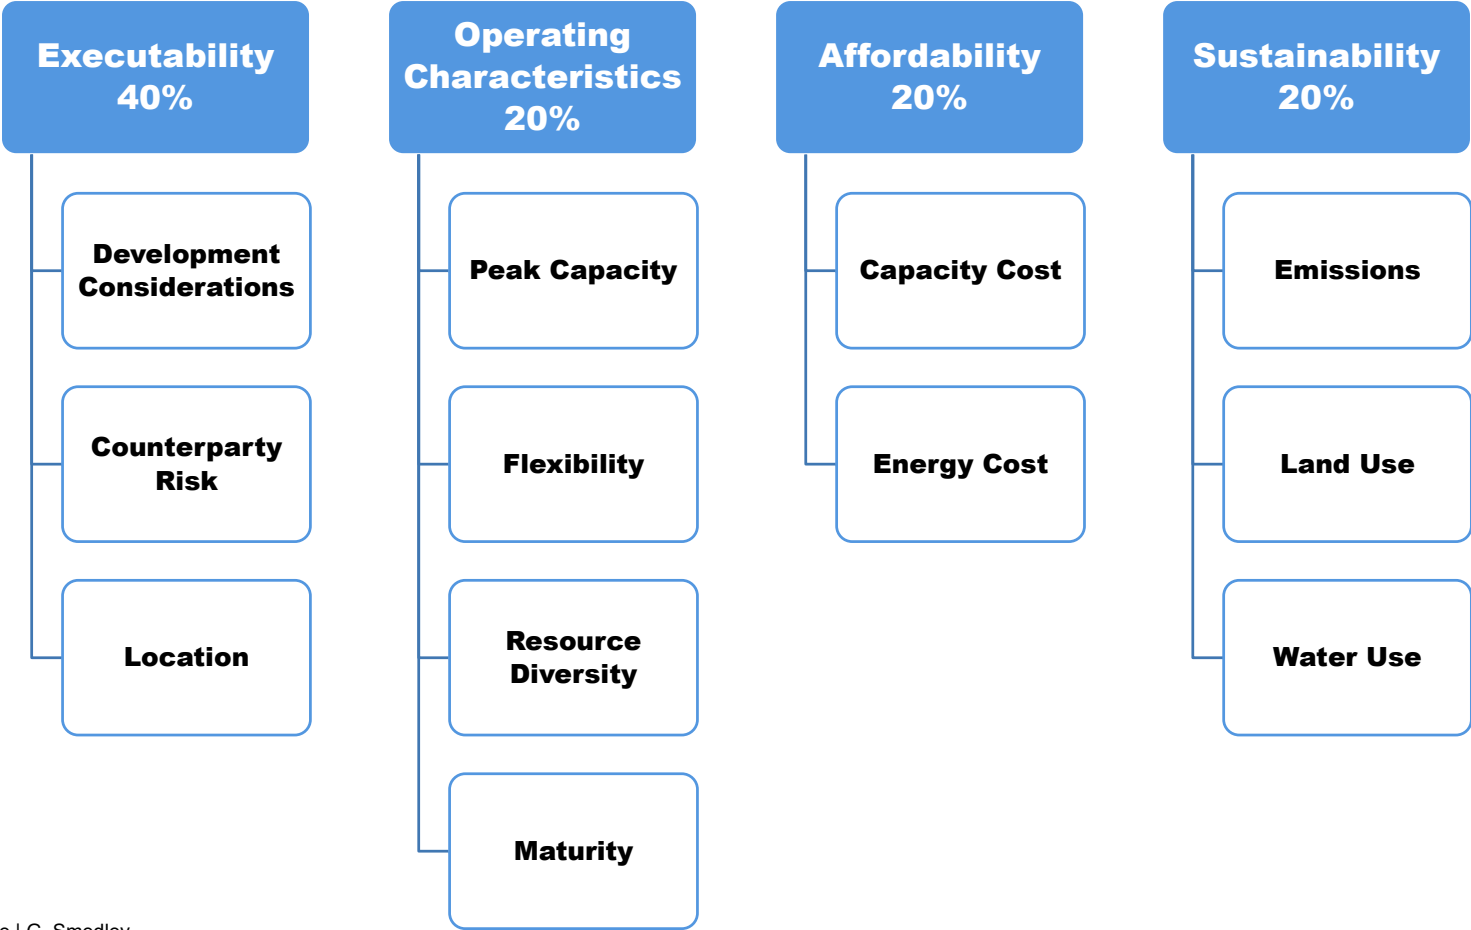 Executability
40%
Development
Considerations
Counterparty
Risk
Location
Operating
Characteristics
20%
Peak Capacity
Flexibility
Resource
Diversity
Maturity
Affordability
20%
Capacity Cost
Energy Cost
Sustainability
20%
Emissions
Land Use
Water Use